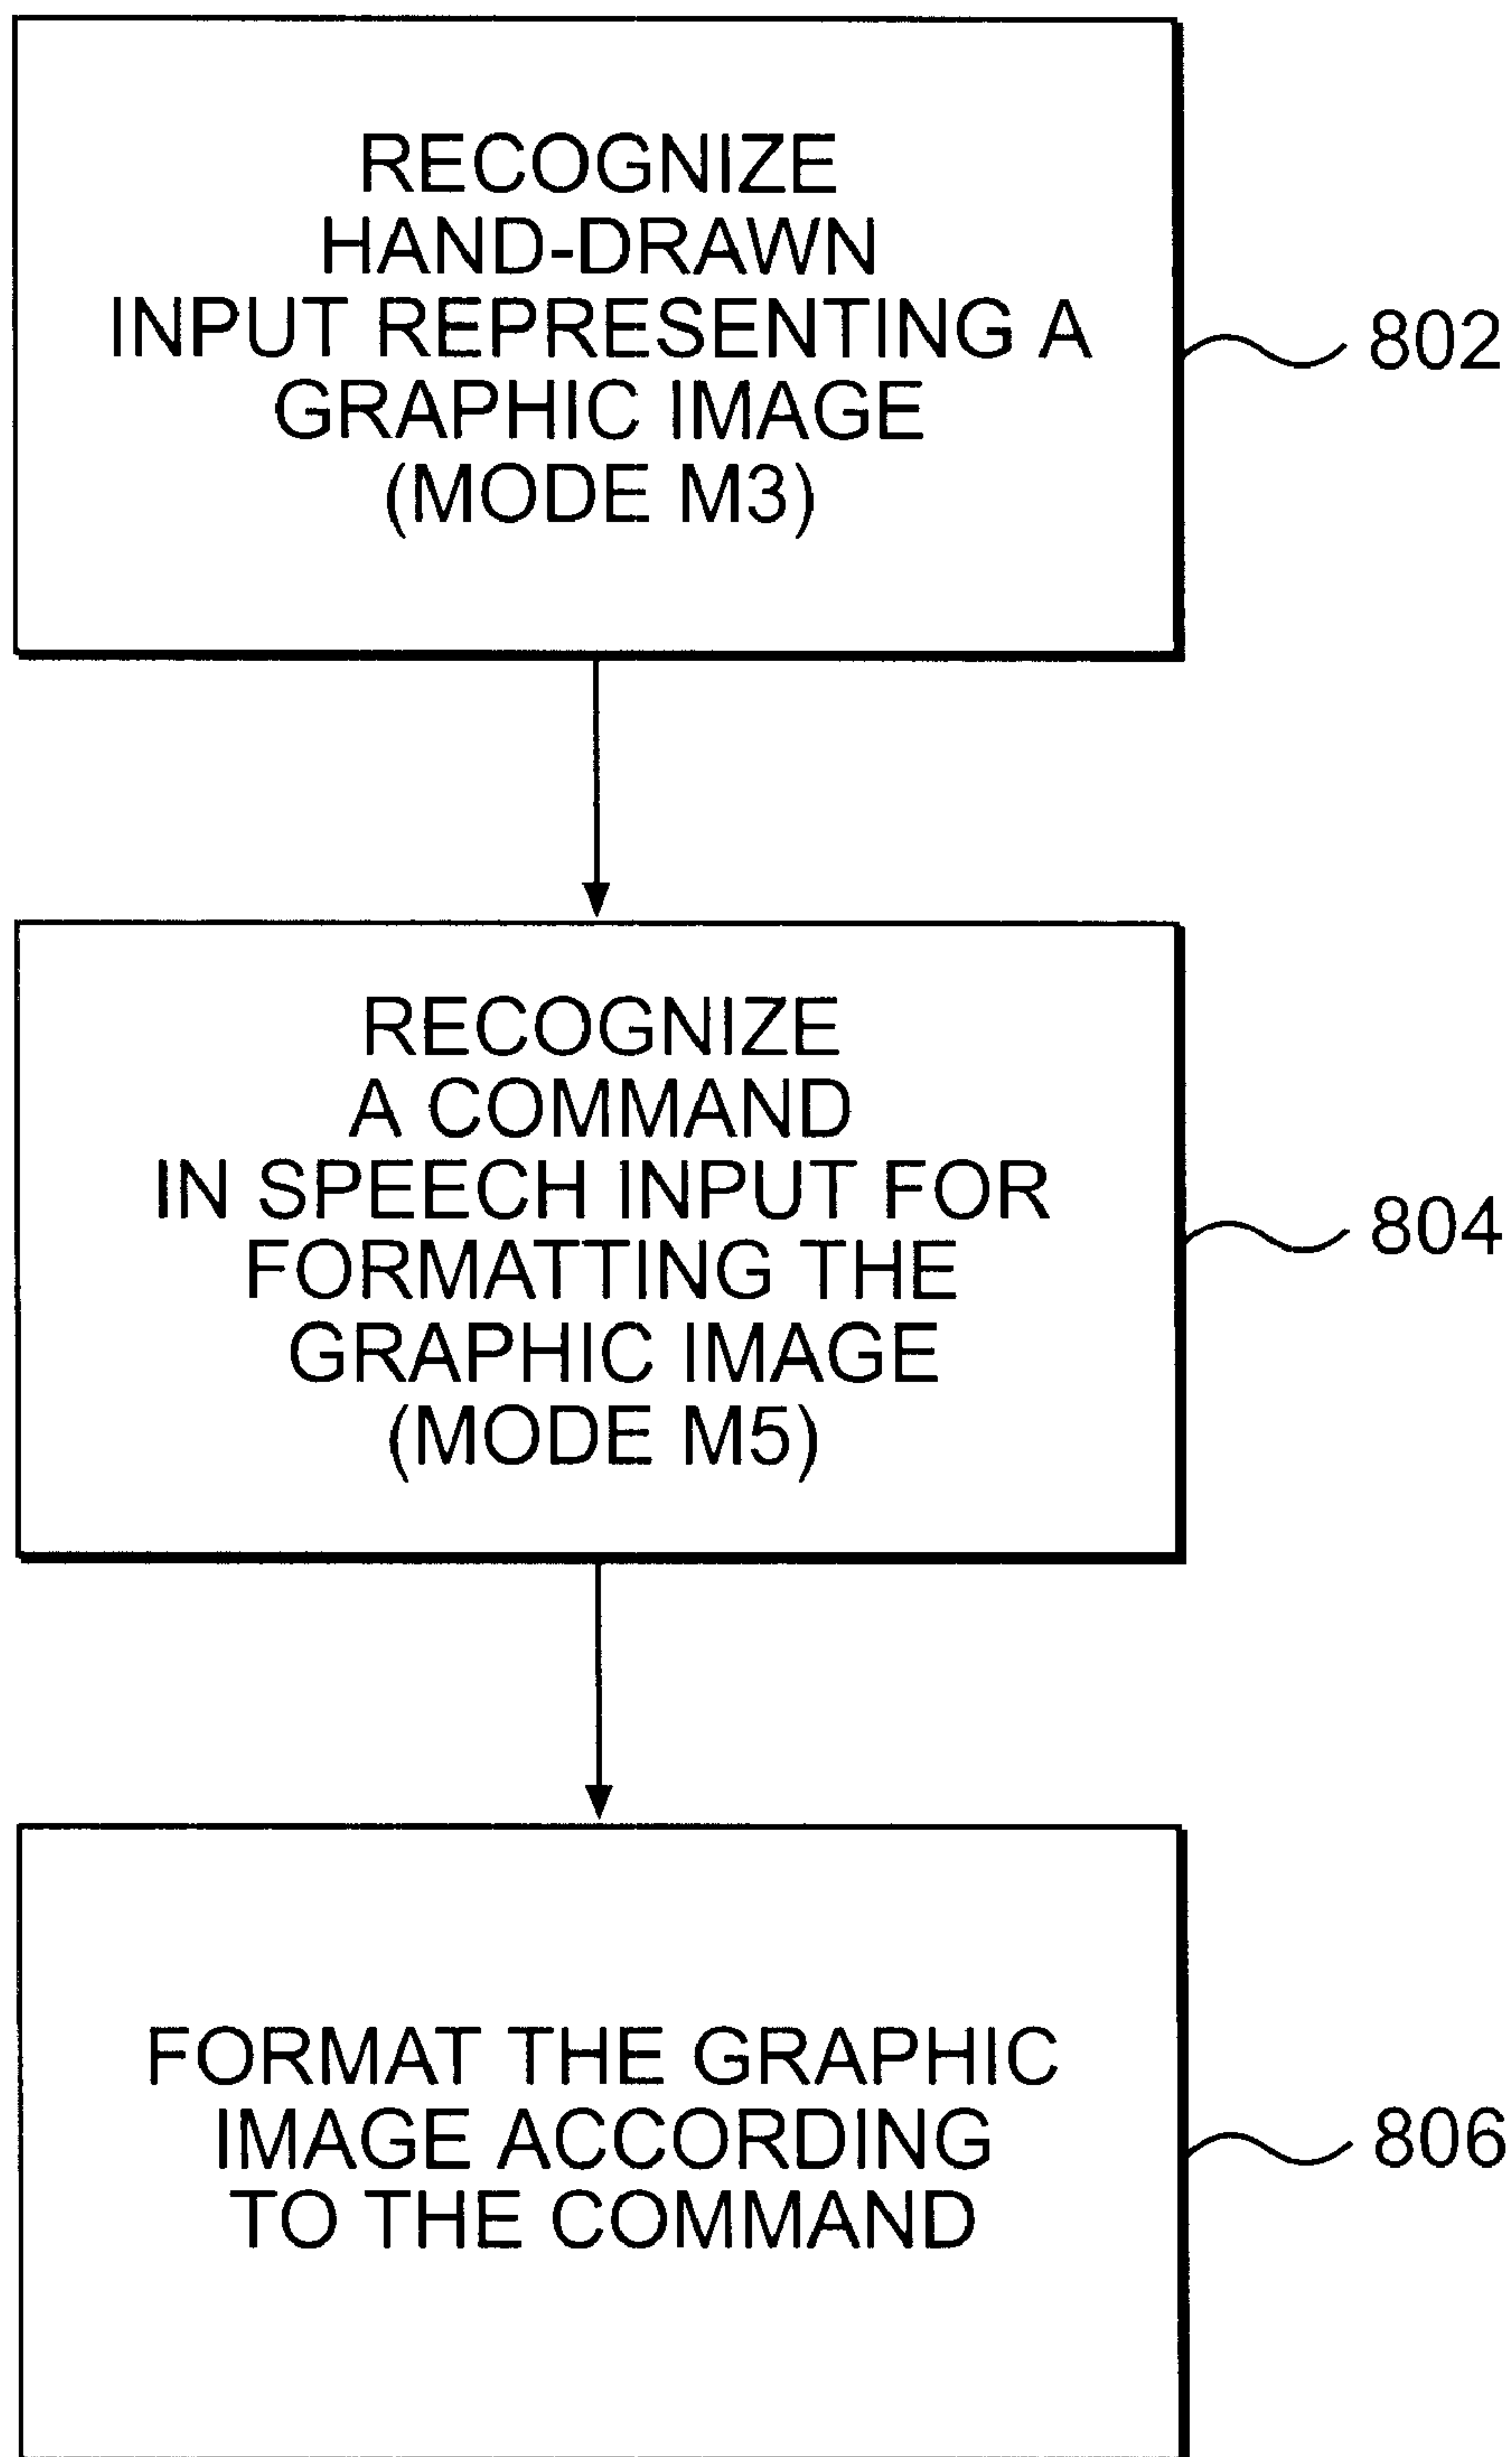 RECOGNIZE
HAND-DRAWN
INPUT REPRESENTING A
GRAPHIC IMAGE
(MODE M3)
802
RECOGNIZE
A COMMAND
IN SPEECH INPUT FOR
FORMATTING THE
GRAPHIC IMAGE
(MODE M5)
804
FORMAT THE GRAPHIC
IMAGE ACCORDING
TO THE COMMAND
806